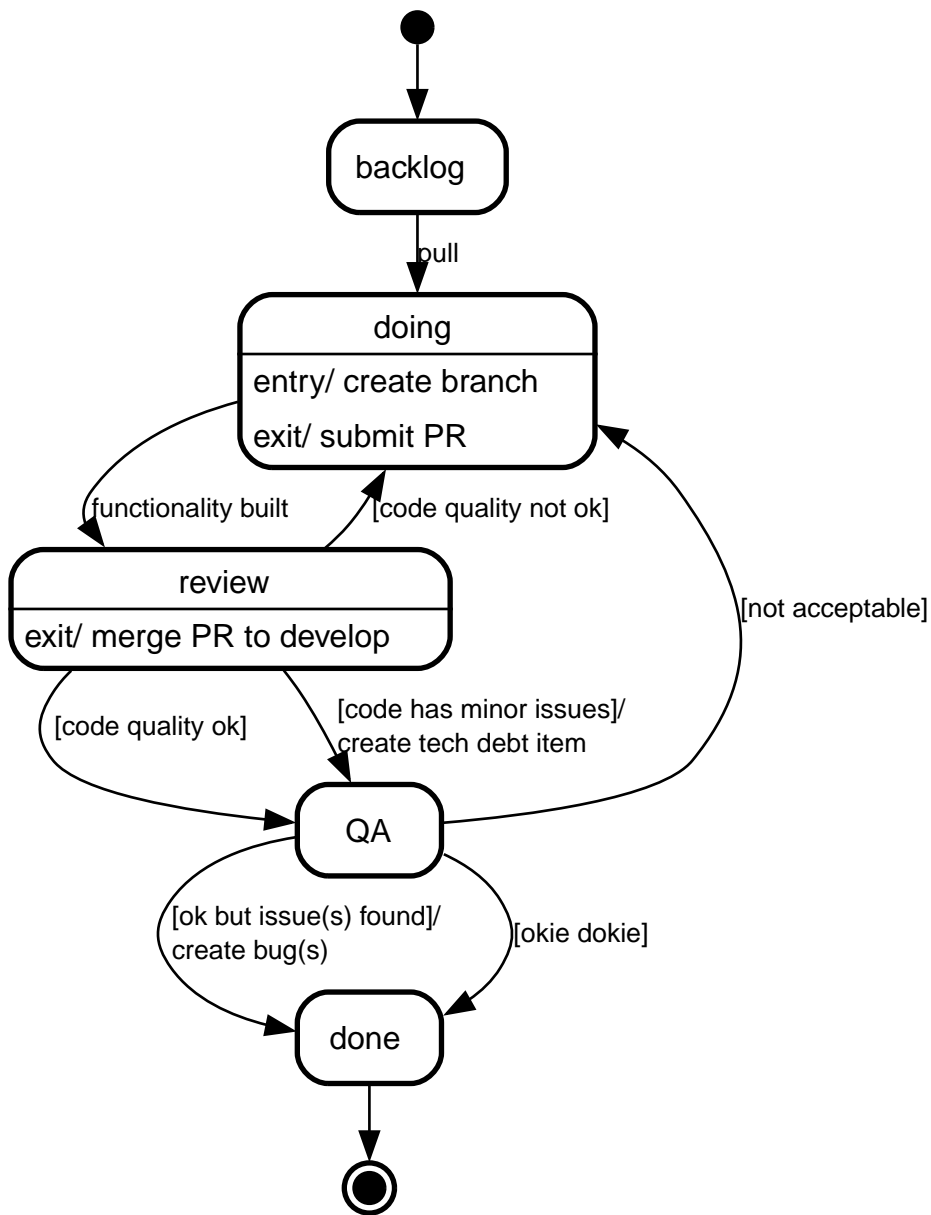 backlog
pull
doing
entry/ create branch
exit/ submit PR
functionality built
[code quality not ok]
review
exit/ merge PR to develop
[not acceptable]
[code quality ok]
[code has minor issues]/
create tech debt item
QA
[ok but issue(s) found]/
create bug(s)
[okie dokie]
done